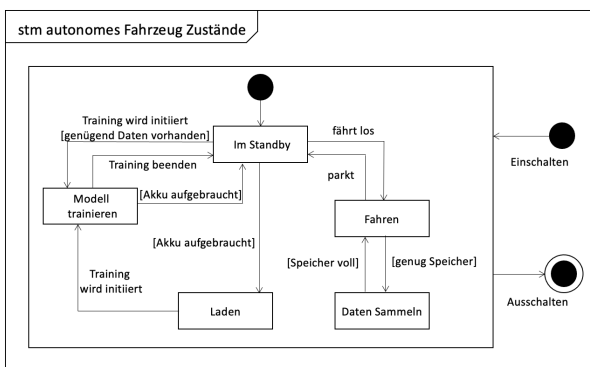 stm autonomes Fahrzeug Zustände
Training wird initiiert
[genügend Daten vorhanden]
Im Standby
fährt los
Einschalten
Training beenden
parkt
Modell
trainieren
[Akku aufgebraucht]
Fahren
[Akku aufgebraucht]
[Speicher voll]
[genug Speicher]
Training
wird initiiert
Laden
Daten Sammeln
Ausschalten